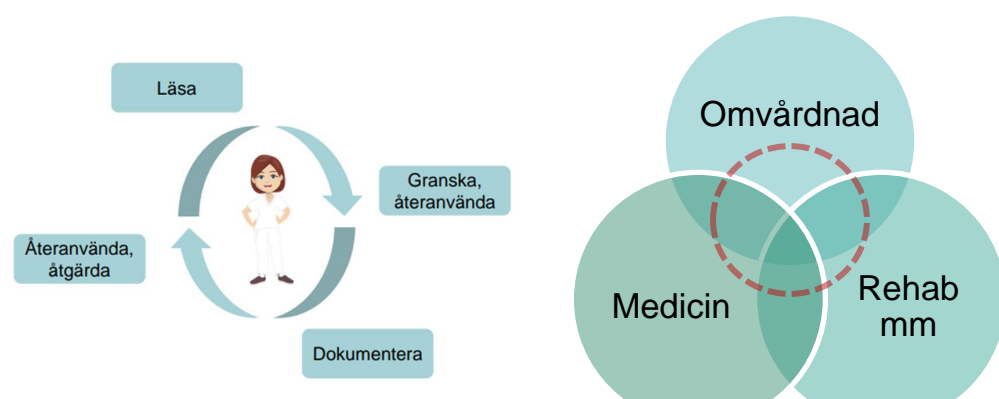 Läsa
Granska,
återanvända
Dokumentera
Återanvända,
åtgärda
Omvårdnad
Medicin
Rehab
mm